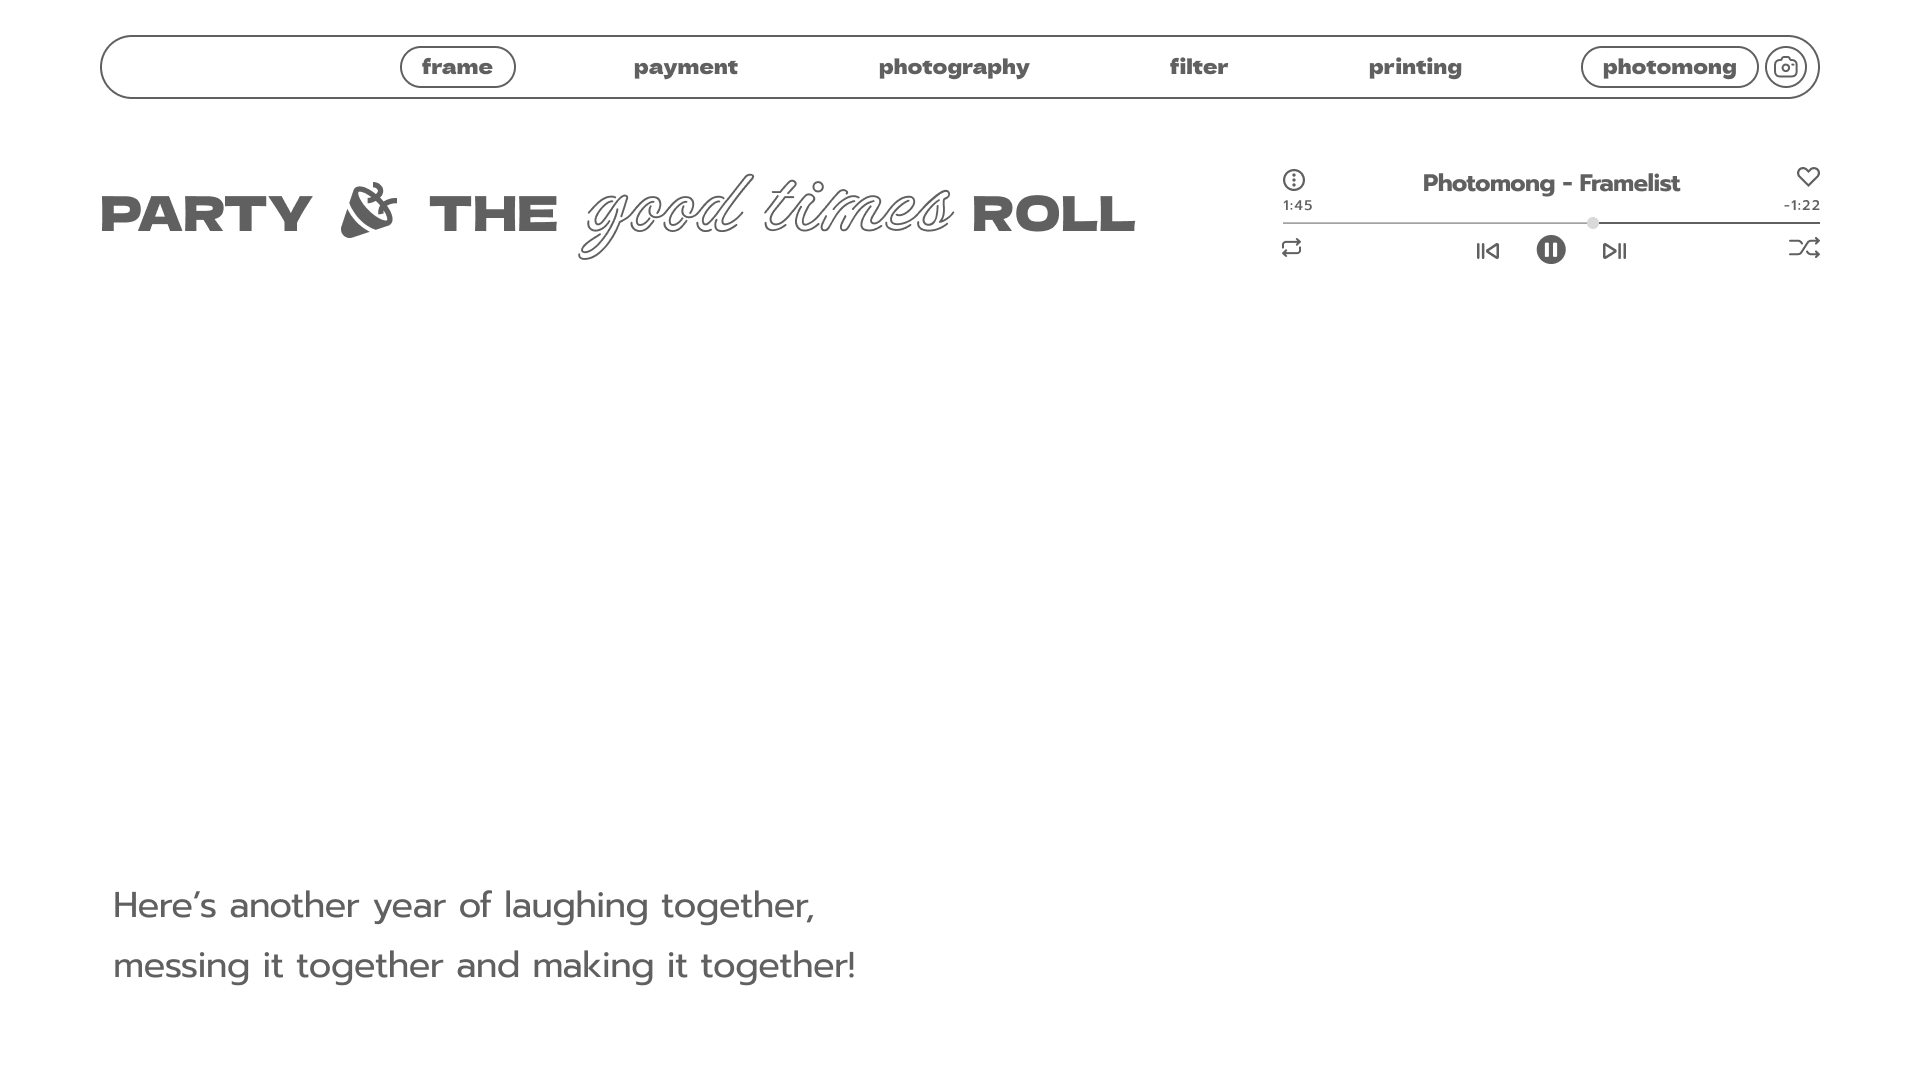 frame payment photography filter printing photomong
PARTY & THE good times ROLL
Photomong - Framelist
1:45 -1:22
Here’s another year of laughing together,
messing it together and making it together!